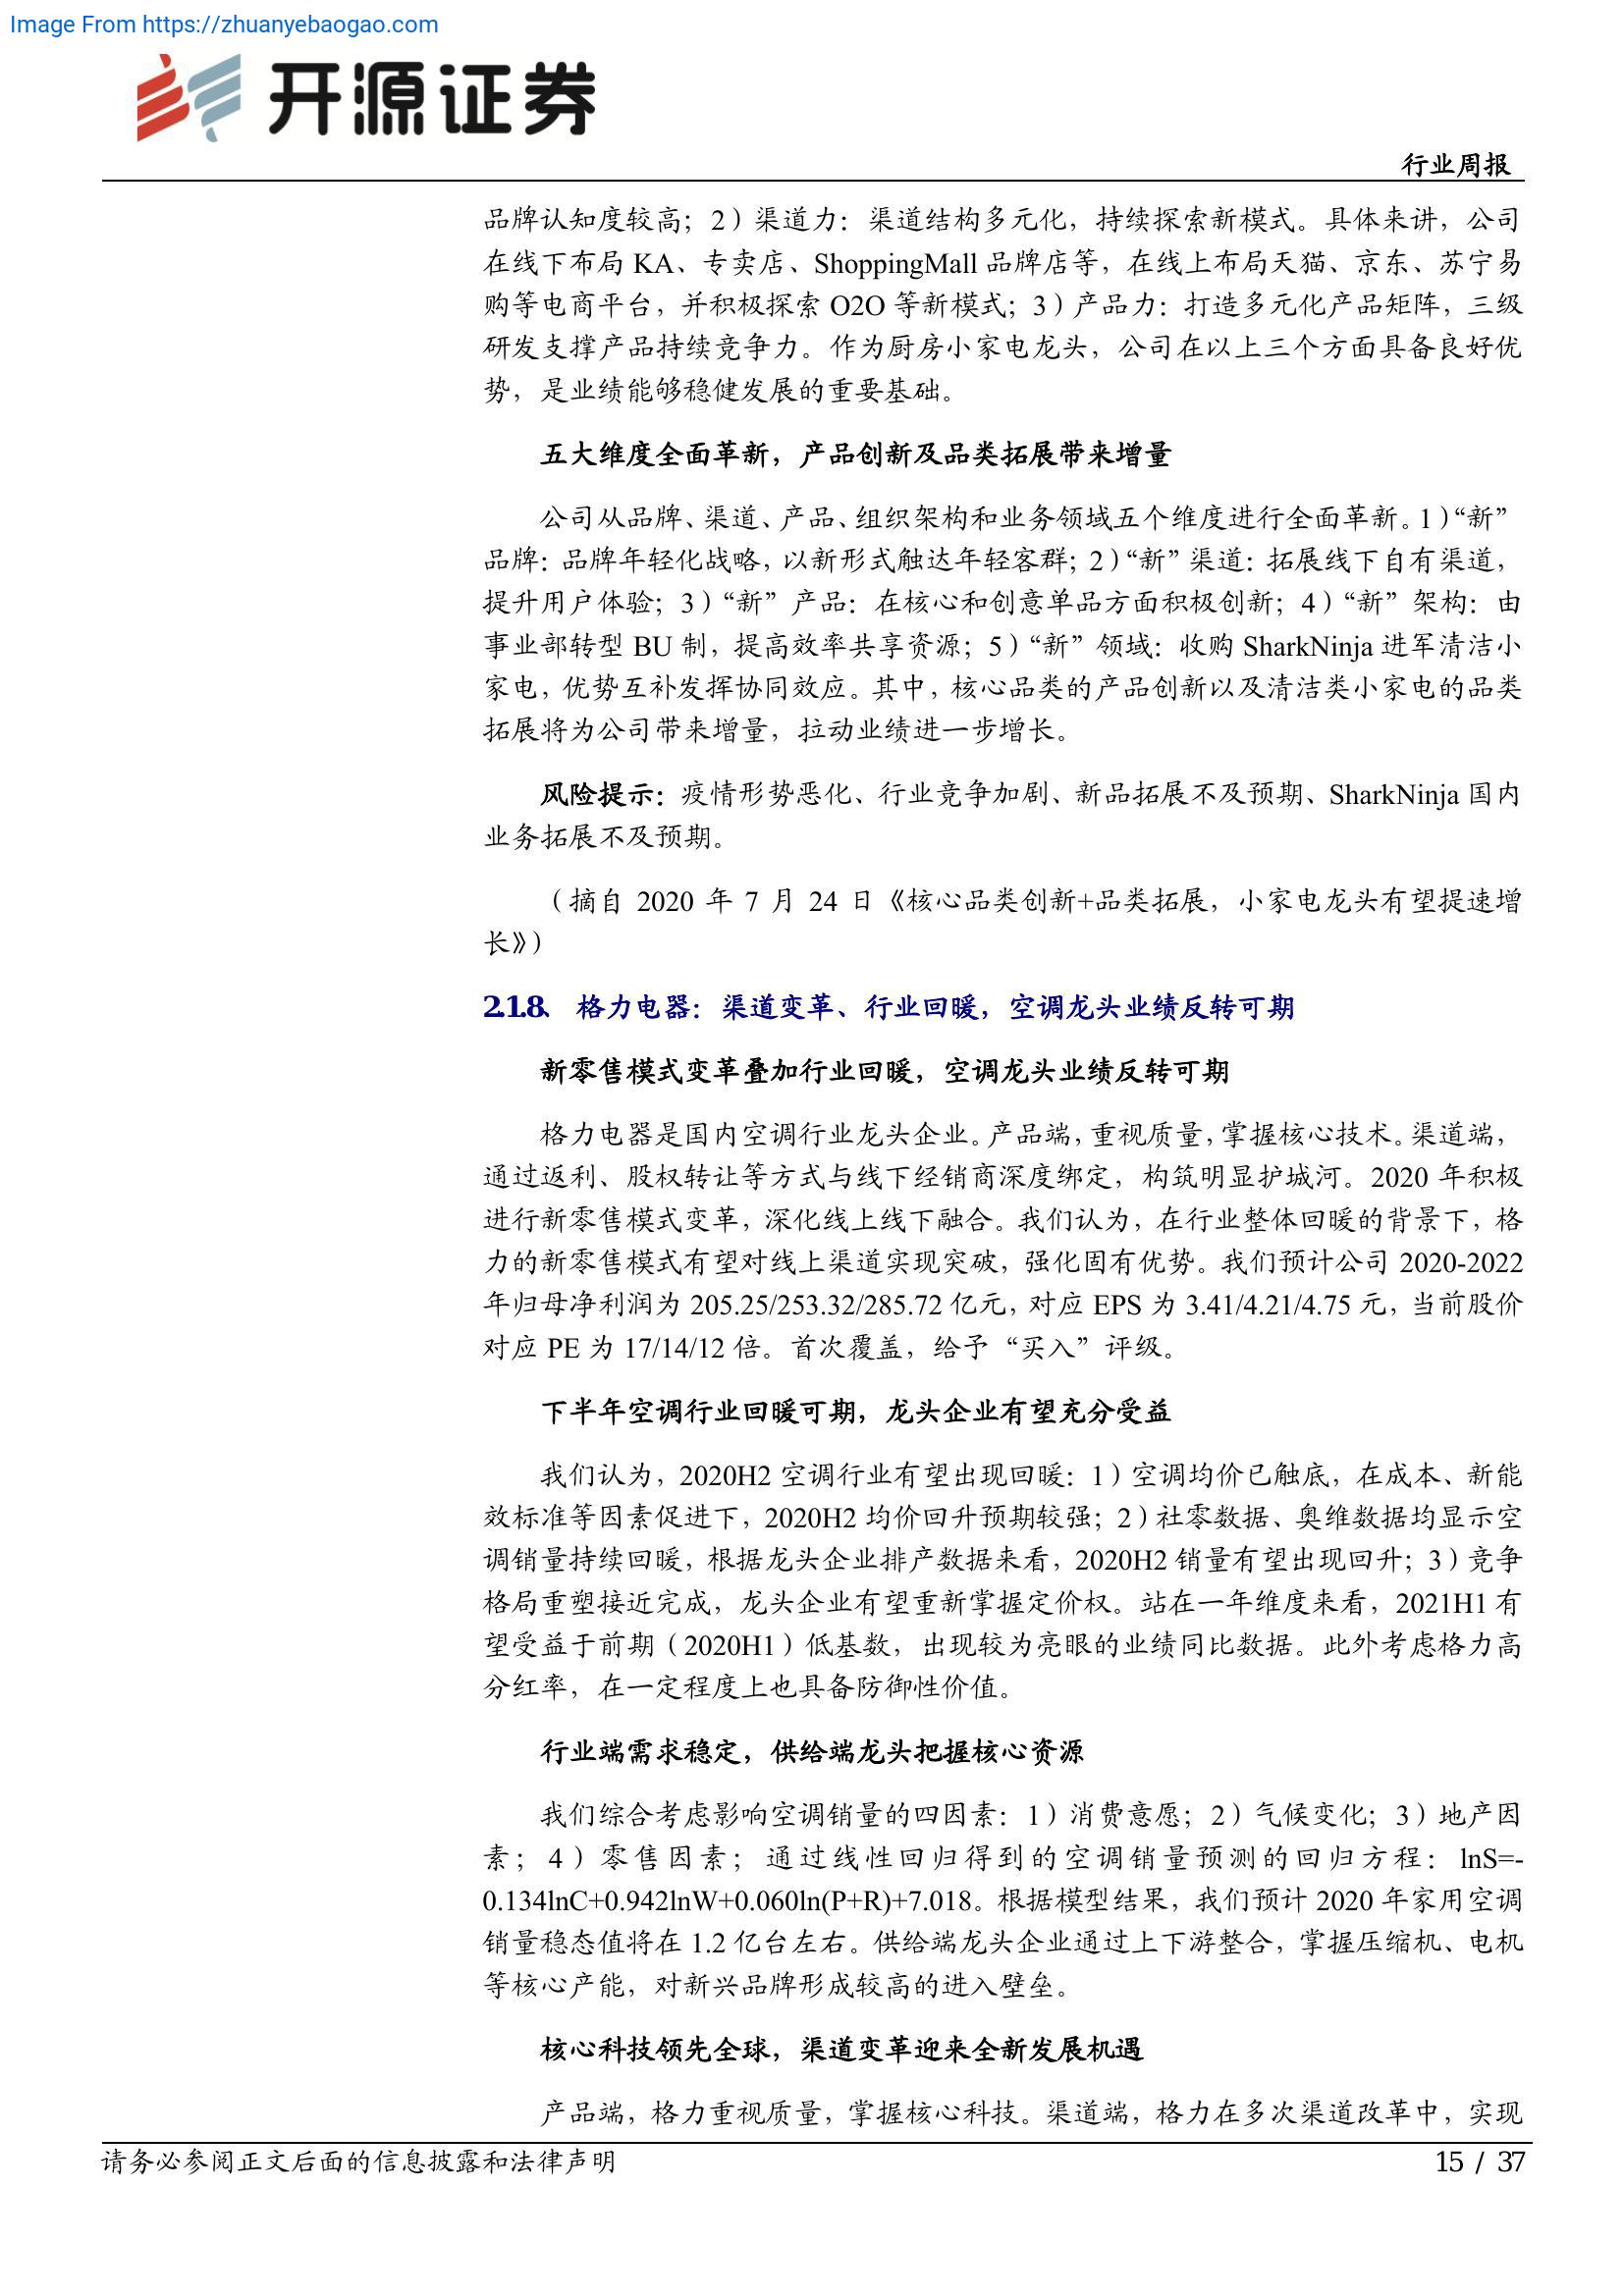 Image From https://zhuanyebaogao.com
开源证券
行业周报
品牌认知度较高；2）渠道力：渠道结构多元化，持续探索新模式。具体来讲，公司
在线下布局 KA、专卖店、ShoppingMall 品牌店等，在线上布局天猫、京东、苏宁易
购等电商平台，并积极探索 O2O 等新模式；3）产品力：打造多元化产品矩阵，三级
研发支撑产品持续竞争力。作为厨房小家电龙头，公司在以上三个方面具备良好优
势，是业绩能够稳健发展的重要基础。
五大维度全面革新，产品创新及品类拓展带来增量
公司从品牌、渠道、产品、组织架构和业务领域五个维度进行全面革新。1）“新”
品牌：品牌年轻化战略，以新形式触达年轻客群；2）“新”渠道：拓展线下自有渠道，
提升用户体验；3）“新”产品：在核心和创意单品方面积极创新；4）“新”架构：由
事业部转型 BU 制，提高效率共享资源；5）“新”领域：收购 SharkNinja 进军清洁小
家电，优势互补发挥协同效应。其中，核心品类的产品创新以及清洁类小家电的品类
拓展将为公司带来增量，拉动业绩进一步增长。
风险提示：疫情形势恶化、行业竞争加剧、新品拓展不及预期、SharkNinja 国内
业务拓展不及预期。
（摘自 2020 年 7 月 24 日《核心品类创新+品类拓展，小家电龙头有望提速增
长》）
2.1.8、 格力电器：渠道变革、行业回暖，空调龙头业绩反转可期
新零售模式变革叠加行业回暖，空调龙头业绩反转可期
格力电器是国内空调行业龙头企业。产品端，重视质量，掌握核心技术。渠道端，
通过返利、股权转让等方式与线下经销商深度绑定，构筑明显护城河。2020 年积极
进行新零售模式变革，深化线上线下融合。我们认为，在行业整体回暖的背景下，格
力的新零售模式有望对线上渠道实现突破，强化固有优势。我们预计公司 2020-2022
年归母净利润为 205.25/253.32/285.72 亿元，对应 EPS 为 3.41/4.21/4.75 元，当前股价
对应 PE 为 17/14/12 倍。首次覆盖，给予“买入”评级。
下半年空调行业回暖可期，龙头企业有望充分受益
我们认为，2020H2 空调行业有望出现回暖：1）空调均价已触底，在成本、新能
效标准等因素促进下，2020H2 均价回升预期较强；2）社零数据、奥维数据均显示空
调销量持续回暖，根据龙头企业排产数据来看，2020H2 销量有望出现回升；3）竞争
格局重塑接近完成，龙头企业有望重新掌握定价权。站在一年维度来看，2021H1 有
望受益于前期（2020H1）低基数，出现较为亮眼的业绩同比数据。此外考虑格力高
分红率，在一定程度上也具备防御性价值。
行业端需求稳定，供给端龙头把握核心资源
我们综合考虑影响空调销量的四因素：1）消费意愿；2）气候变化；3）地产因
素；4）零售因素；通过线性回归得到的空调销量预测的回归方程：lnS=-
0.134lnC+0.942lnW+0.060ln(P+R)+7.018。根据模型结果，我们预计 2020 年家用空调
销量稳态值将在 1.2 亿台左右。供给端龙头企业通过上下游整合，掌握压缩机、电机
等核心产能，对新兴品牌形成较高的进入壁垒。
核心科技领先全球，渠道变革迎来全新发展机遇
产品端，格力重视质量，掌握核心科技。渠道端，格力在多次渠道改革中，实现
请务必参阅正文后面的信息披露和法律声明
15 / 37